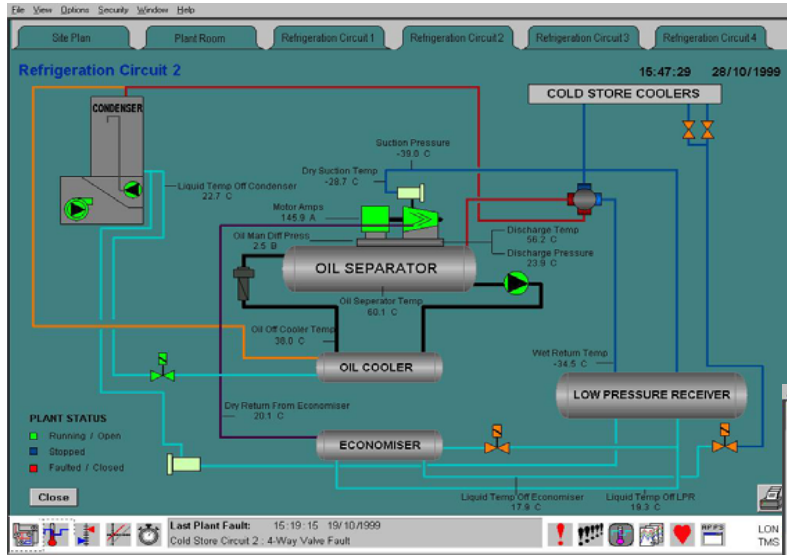 File View Options Security Window Help
Site Plan
Plant Room
Refrigeration Circuit 1
Refrigeration Circuit 2
Refrigeration Circuit 3
Refrigeration Circuit 4
Refrigeration Circuit 2
15:47:29 28/10/1999
COLD STORE COOLERS
CONDENSER
Suction Pressure
-39.0 C
Dry Suction Temp
-28.7 C
Liquid Temp Off Condenser
22.7 C
Motor Amps
145.9 A
Oil Man Diff Press
2.5 B
Discharge Temp
56.2 C
Discharge Pressure
23.9 C
OIL SEPARATOR
Oil Seperator Temp
60.1 C
Oil Off Cooler Temp
38.0 C
Wet Return Temp
-34.5 C
OIL COOLER
LOW PRESSURE RECEIVER
Dry Return From Economiser
20.1 C
PLANT STATUS
Running / Open
Stopped
Faulted / Closed
ECONOMISER
Close
Liquid Temp Off Economiser
17.9 C
Liquid Temp Off LPR
19.3 C
Last Plant Fault: 15:19:15 19/10/1999
Cold Store Circuit 2 : 4-Way Valve Fault
LON
TMS